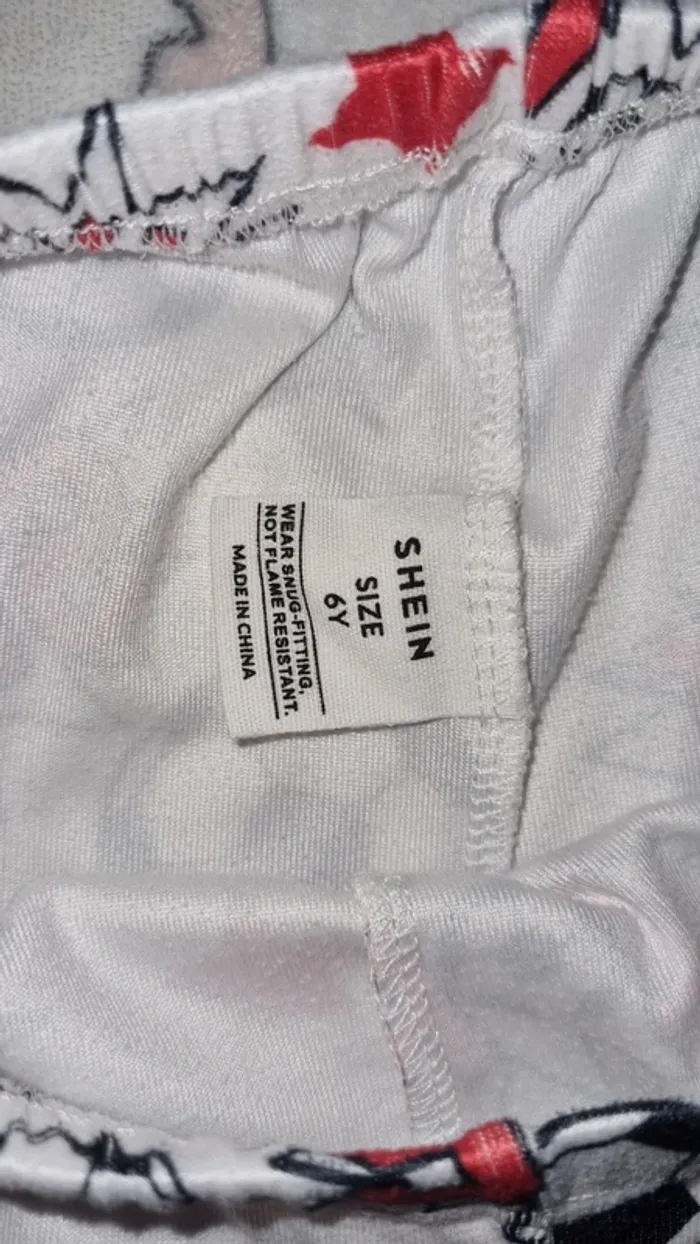 SHEIN
SIZE
6Y
WEAR SNUG-FITTING,
NOT FLAME RESISTANT.
MADE IN CHINA